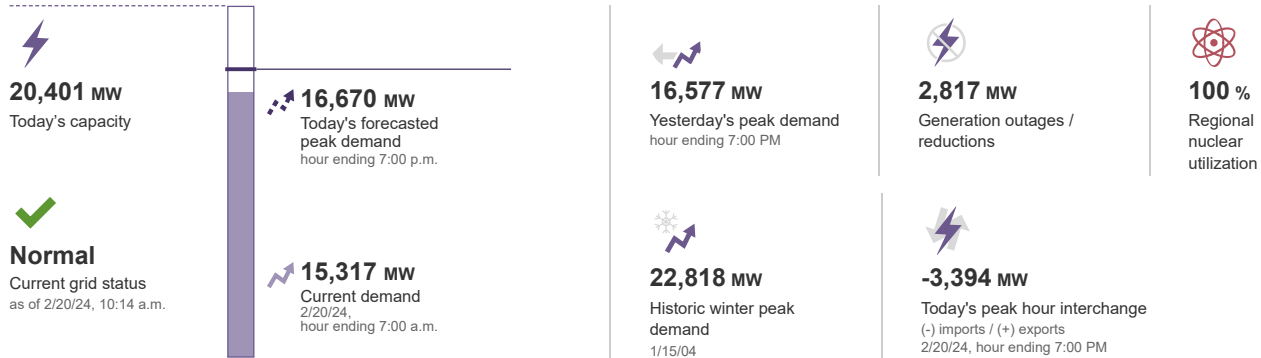 20,401 MW
Today's capacity
Normal
Current grid status
as of 2/20/24, 10:14 a.m.
16,670 MW
Today's forecasted
peak demand
hour ending 7:00 p.m.
15,317 MW
Current demand
2/20/24,
hour ending 7:00 a.m.
16,577 MW
Yesterday's peak demand
hour ending 7:00 PM
2,817 MW
Generation outages /
reductions
100 %
Regional
nuclear
utilization
22,818 MW
Historic winter peak
demand
1/15/04
-3,394 MW
Today's peak hour interchange
(-) imports / (+) exports
2/20/24, hour ending 7:00 PM